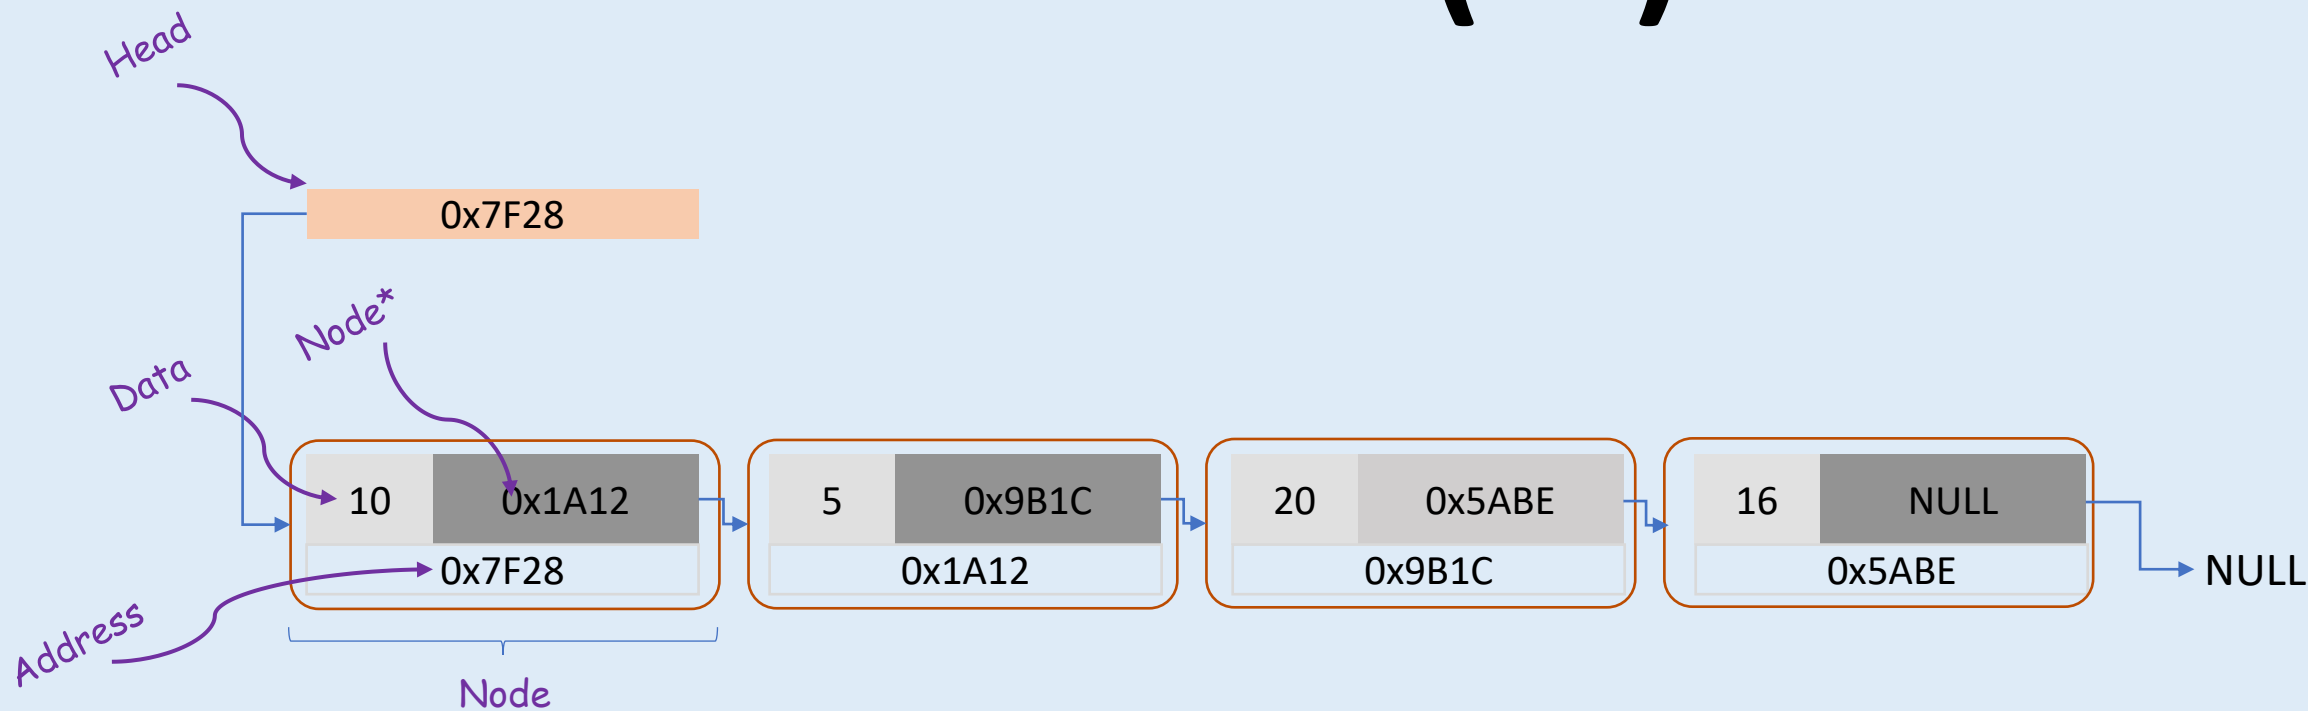 Head
0x7F28
Node*
Data
10 0x1A12 5 0x9B1C 20 0x5ABE 16 NULL
0x7F28 0x1A12 0x9B1C 0x5ABE NULL
Address
Node